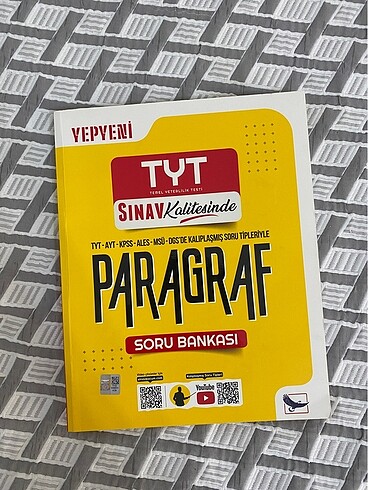 YEPYENİ
TYT
TEMEL YETERLİLİK TESTİ
SINAV Kalitesinde
TYT - AYT - KPSS - ALES - MSÜ - DGS'DE KALIPLAŞMIŞ SORU TİPLERİYLE
PARAGRAF
SORU BANKASI
YouTube